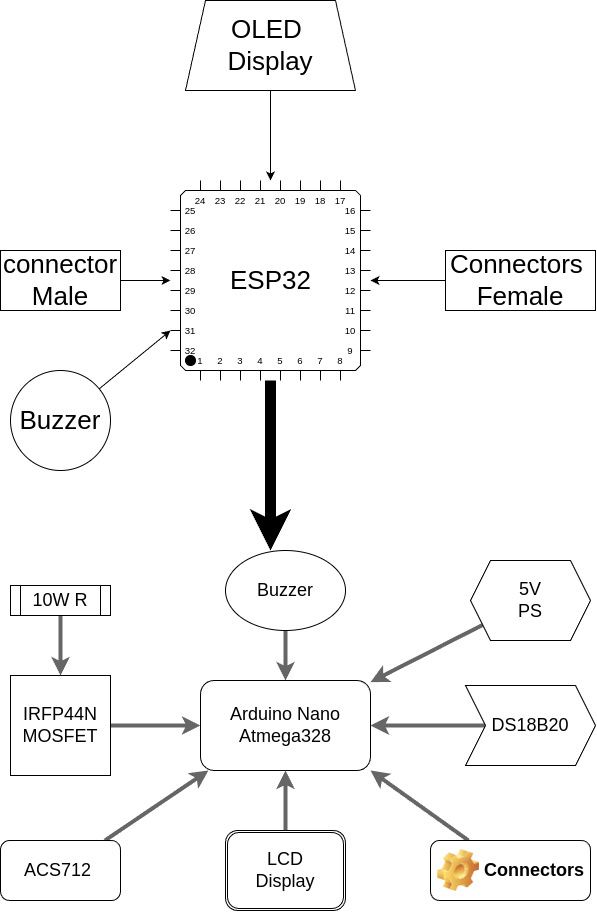 OLED
Display
24 23 22 21 20 19 18 17
25 16
26 15
27 14
28 13
29 12
30 11
31 10
32 9
1 2 3 4 5 6 7 8
ESP32
connector
Male
Connectors
Female
Buzzer
Buzzer
10W R
5V
PS
IRFP44N
MOSFET
Arduino Nano
Atmega328
DS18B20
ACS712
LCD
Display
Connectors